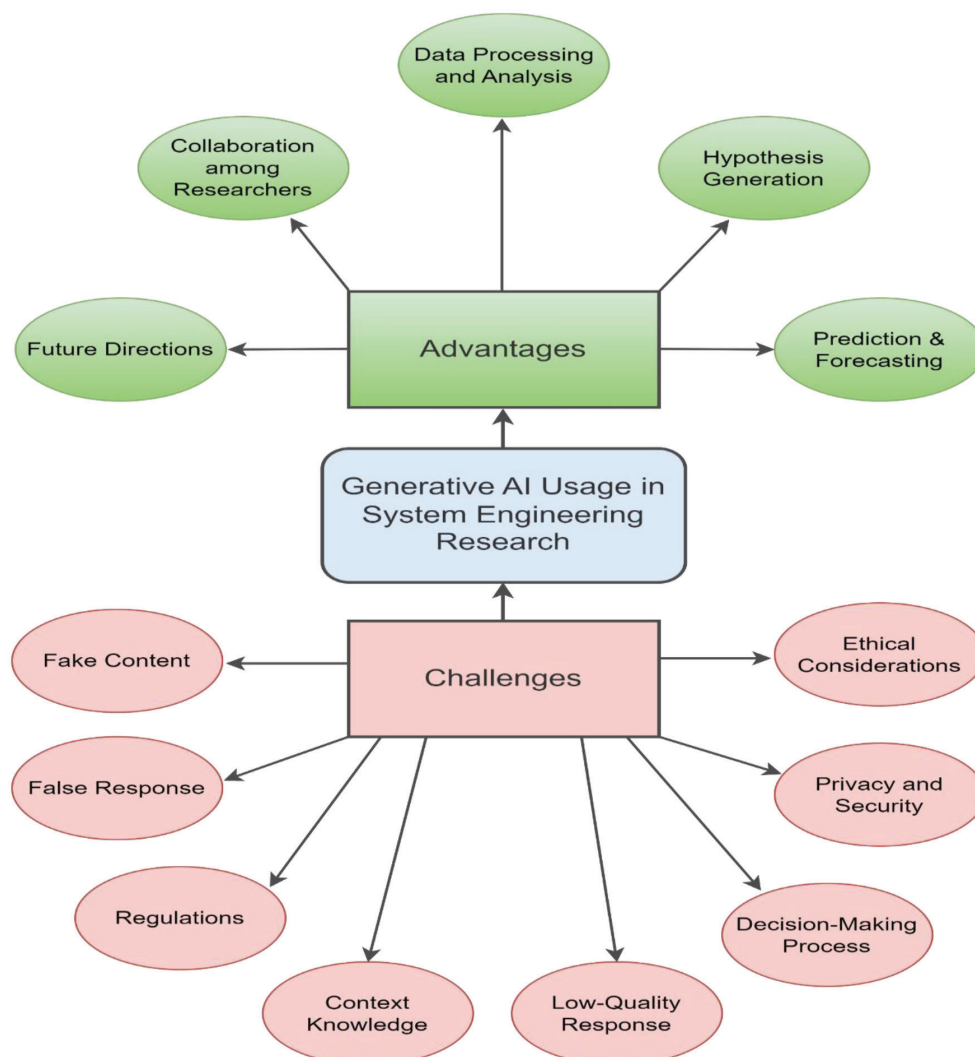 Data Processing
and Analysis
Collaboration
among
Researchers
Hypothesis
Generation
Future Directions
Advantages
Prediction &
Forecasting
Generative AI Usage in
System Engineering
Research
Fake Content
Challenges
Ethical
Considerations
False Response
Privacy and
Security
Regulations
Decision-Making
Process
Context
Knowledge
Low-Quality
Response